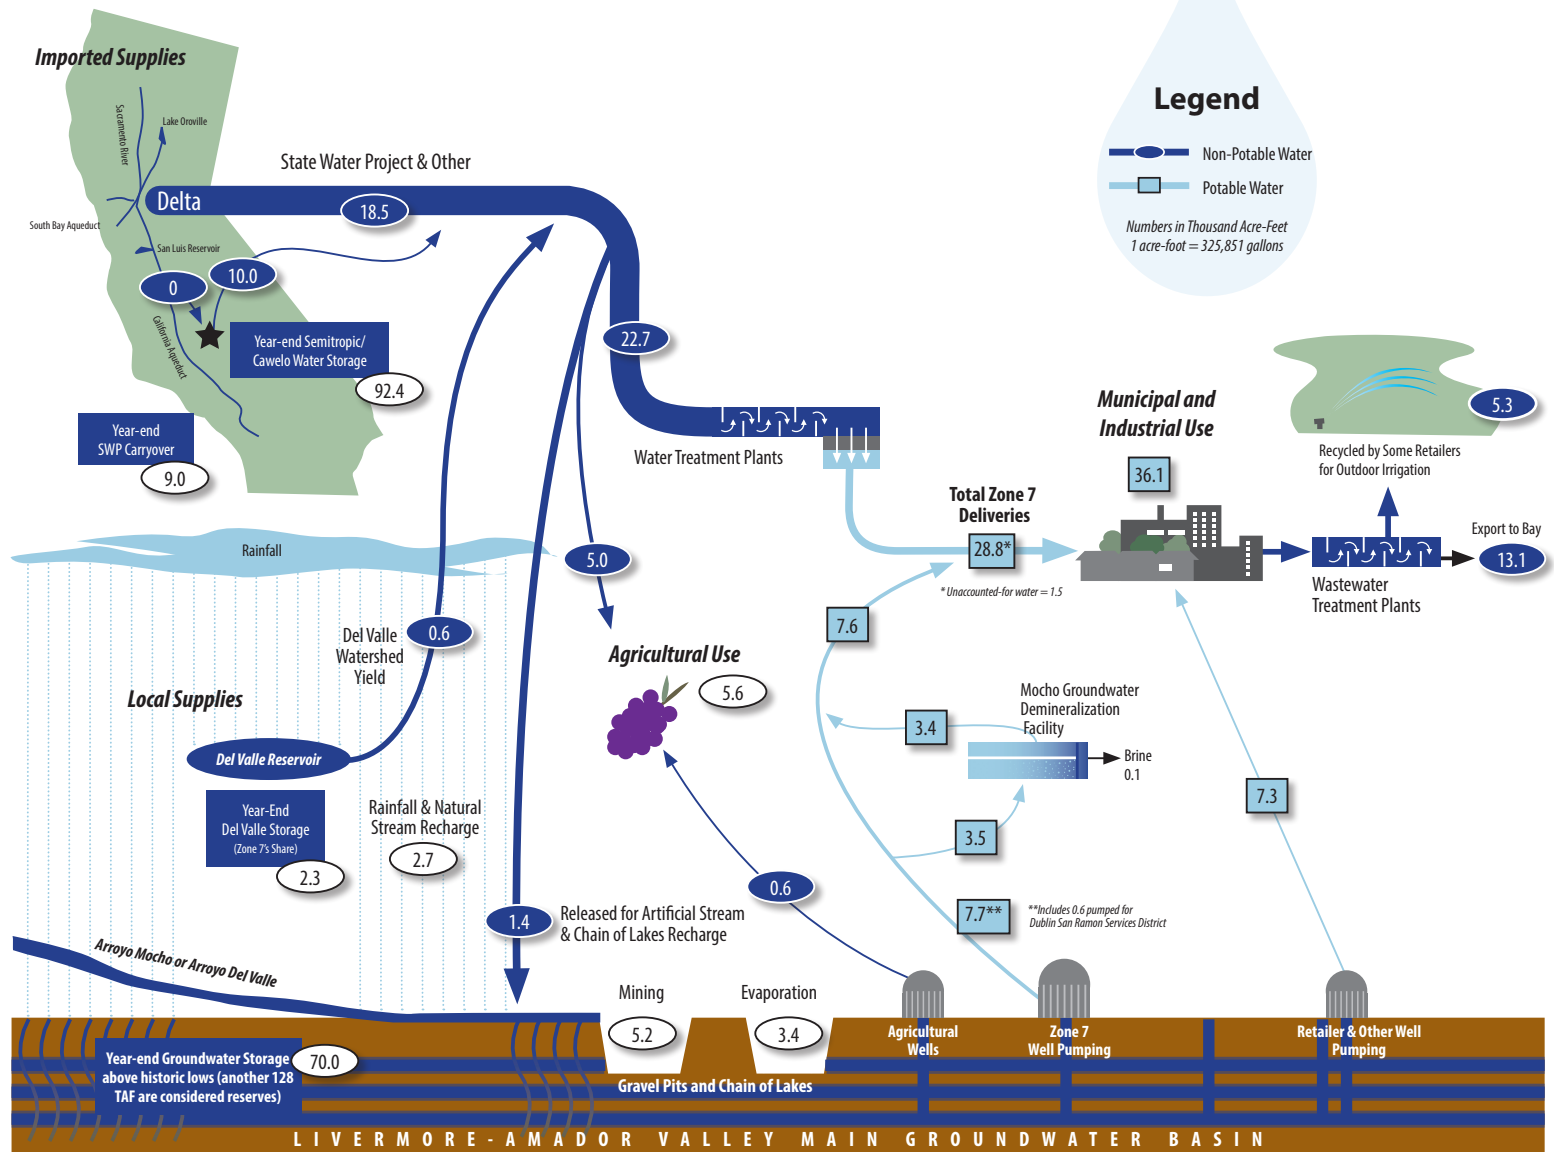 Imported Supplies
Sacramento River
Lake Oroville
State Water Project & Other
Delta
18.5
South Bay Aqueduct
San Luis Reservoir
0
10.0
California Aqueduct
Year-end Semitropic/
Cawelo Water Storage
92.4
Year-end
SWP Carryover
9.0
22.7
Legend
Non-Potable Water
Potable Water
Numbers in Thousand Acre-Feet
1 acre-foot = 325,851 gallons
Water Treatment Plants
Municipal and
Industrial Use
36.1
5.3
Recycled by Some Retailers
for Outdoor Irrigation
Total Zone 7
Deliveries
28.8*
* Unaccounted-for water = 1.5
Export to Bay
13.1
Wastewater
Treatment Plants
Rainfall
5.0
Del Valle
Watershed
Yield
0.6
Local Supplies
Del Valle Reservoir
Year-End
Del Valle Storage
(Zone 7's Share)
2.3
Rainfall & Natural
Stream Recharge
2.7
Agricultural Use
5.6
7.6
Mocho Groundwater
Demineralization
Facility
3.4
Brine
0.1
3.5
7.3
0.6
7.7**
**Includes 0.6 pumped for
Dublin San Ramon Services District
1.4
Released for Artificial Stream
& Chain of Lakes Recharge
Arroyo Mocho or Arroyo Del Valle
Mining
5.2
Evaporation
3.4
Gravel Pits and Chain of Lakes
Agricultural
Wells
Zone 7
Well Pumping
Retailer & Other Well
Pumping
Year-end Groundwater Storage
above historic lows (another 128
TAF are considered reserves)
70.0
LIVERMORE-AMADOR VALLEY MAIN GROUNDWATER BASIN